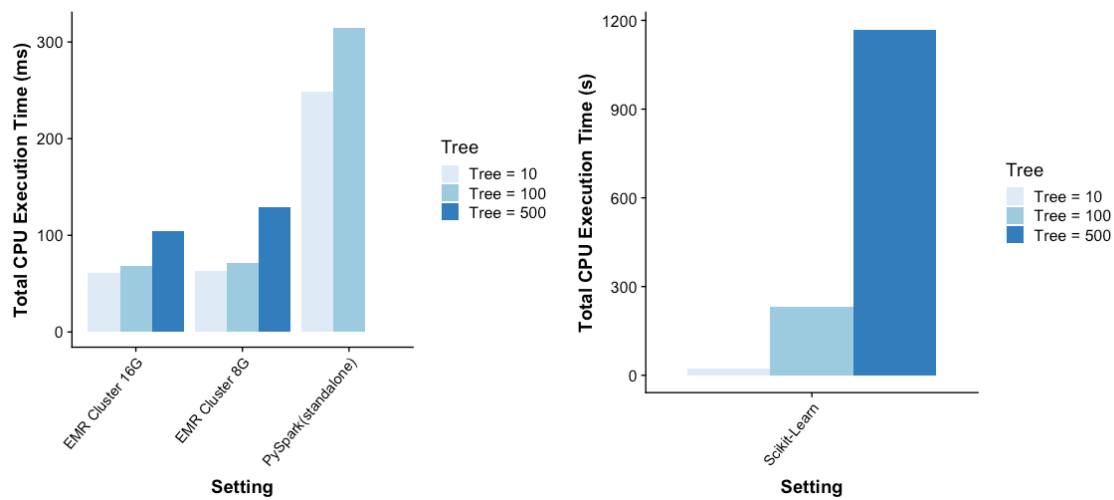 Total CPU Execution Time (ms)
300
200
100
0
EMR Cluster 16G
EMR Cluster 8G
PySpark(standalone)
Setting
Tree
Tree = 10
Tree = 100
Tree = 500
Total CPU Execution Time (s)
1200
900
600
300
0
Scikit-Learn
Setting
Tree
Tree = 10
Tree = 100
Tree = 500